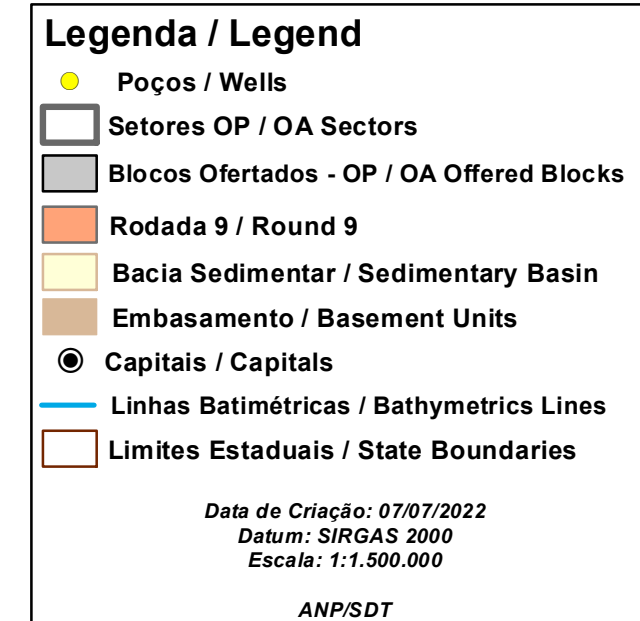 Legenda / Legend
Poços / Wells
Setores OP / OA Sectors
Blocos Ofertados - OP / OA Offered Blocks
Rodada 9 / Round 9
Bacia Sedimentar / Sedimentary Basin
Embasamento / Basement Units
Capitais / Capitals
Linhas Batimétricas / Bathymetrics Lines
Limites Estaduais / State Boundaries
Data de Criação: 07/07/2022
Datum: SIRGAS 2000
Escala: 1:1.500.000
ANP/SDT